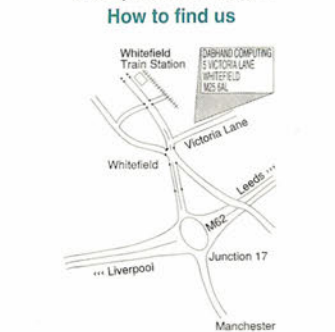 How to find us
Whitefield
Train Station
DABHAND COMPUTING
5 VICTORIA LANE
WHITEFIELD
M25 6AL
Victoria Lane
Whitefield
Leeds ...
M62
Junction 17
... Liverpool
Manchester